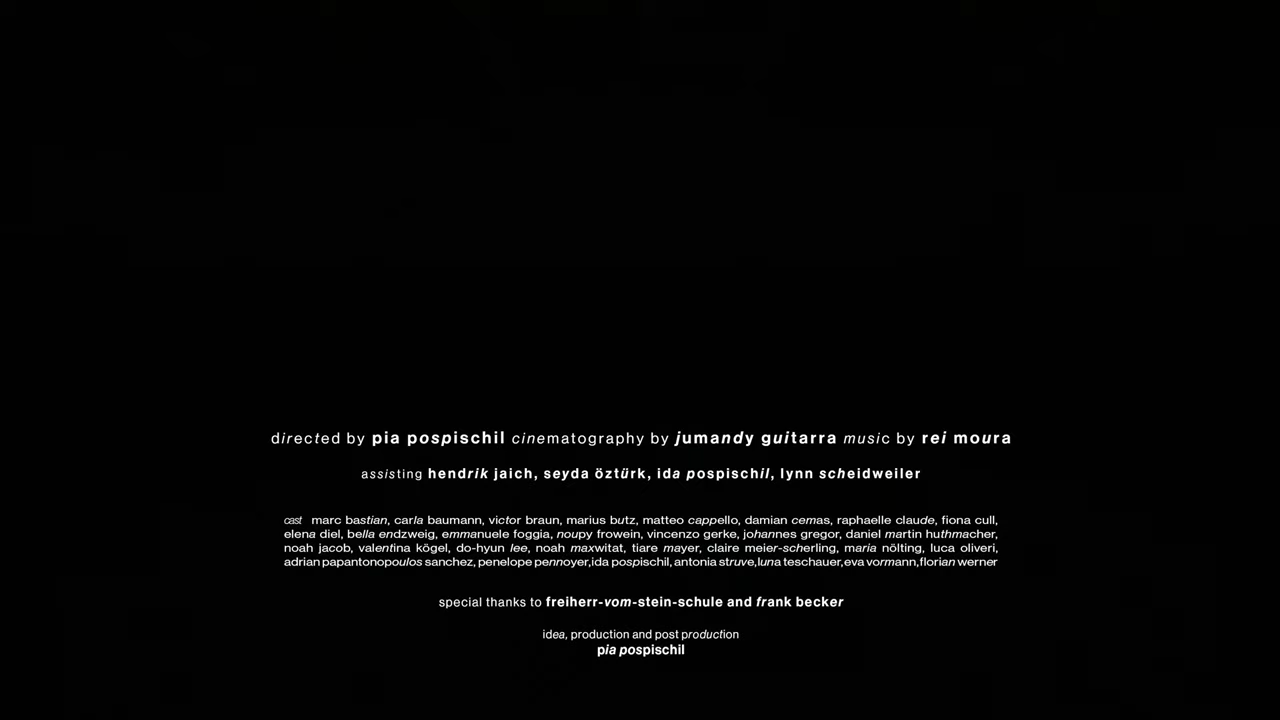 directed by pia pospischil cinematography by jumandy guitarra music by rei moura
assisting hendrik jaich, seyda öztürk, ida pospischil, lynn scheidweiler
cast marc bastian, carla baumann, victor braun, marius butz, matteo cappello, damian cemas, raphaelle claude, fiona cull,
elena diel, bella endzweig, emmanuele foggia, noupy frowein, vincenzo gerke, johannes gregor, daniel martin huthmacher,
noah jacob, valentina kögel, do-hyun lee, noah maxwitat, tiare mayer, claire meier-scherling, maria nölting, luca oliveri,
adrian papantonopoulos sanchez, penelope pennoyer,ida pospischil, antonia struve,luna teschauer,eva vormann,florian werner
special thanks to freiherr-vom-stein-schule and frank becker
idea, production and post production
pia pospischil